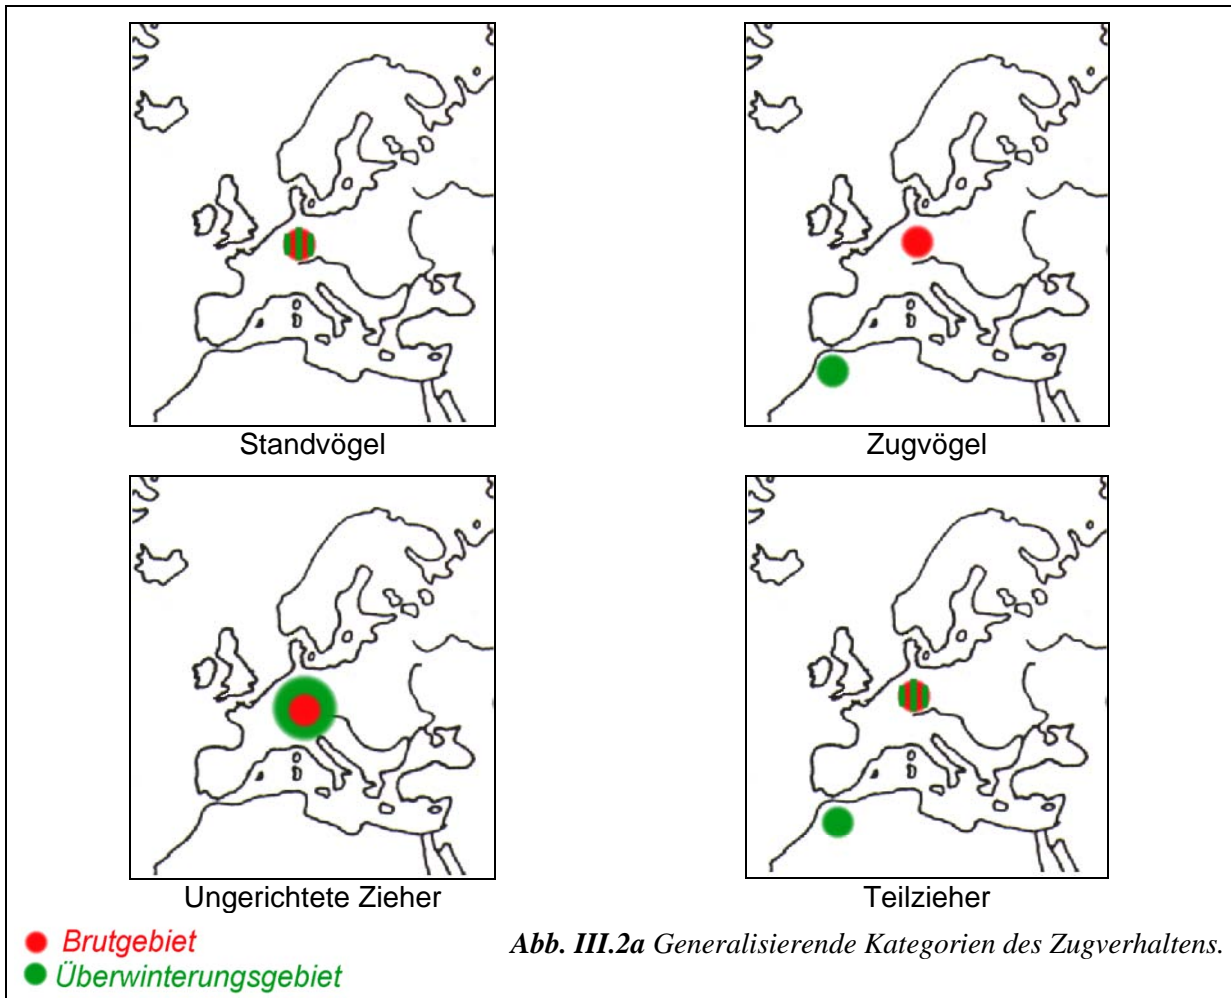 Standvögel
Zugvögel
Ungerichtete Zieher
Teilzieher
Brutgebiet
Überwinterungsgebiet
Abb. III.2a Generalisierende Kategorien des Zugverhaltens.